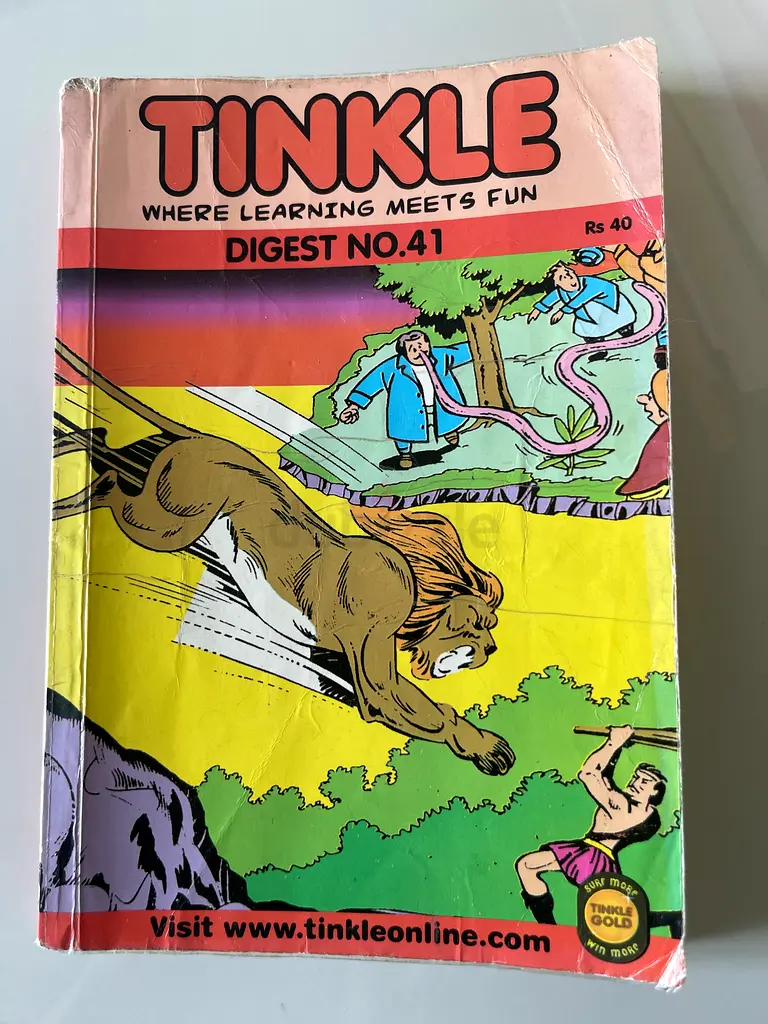 TINKLE
WHERE LEARNING MEETS FUN
DIGEST NO.41
Rs 40
SURF MORE
TINKLE
GOLD
WIN MORE
Visit www.tinkleonline.com